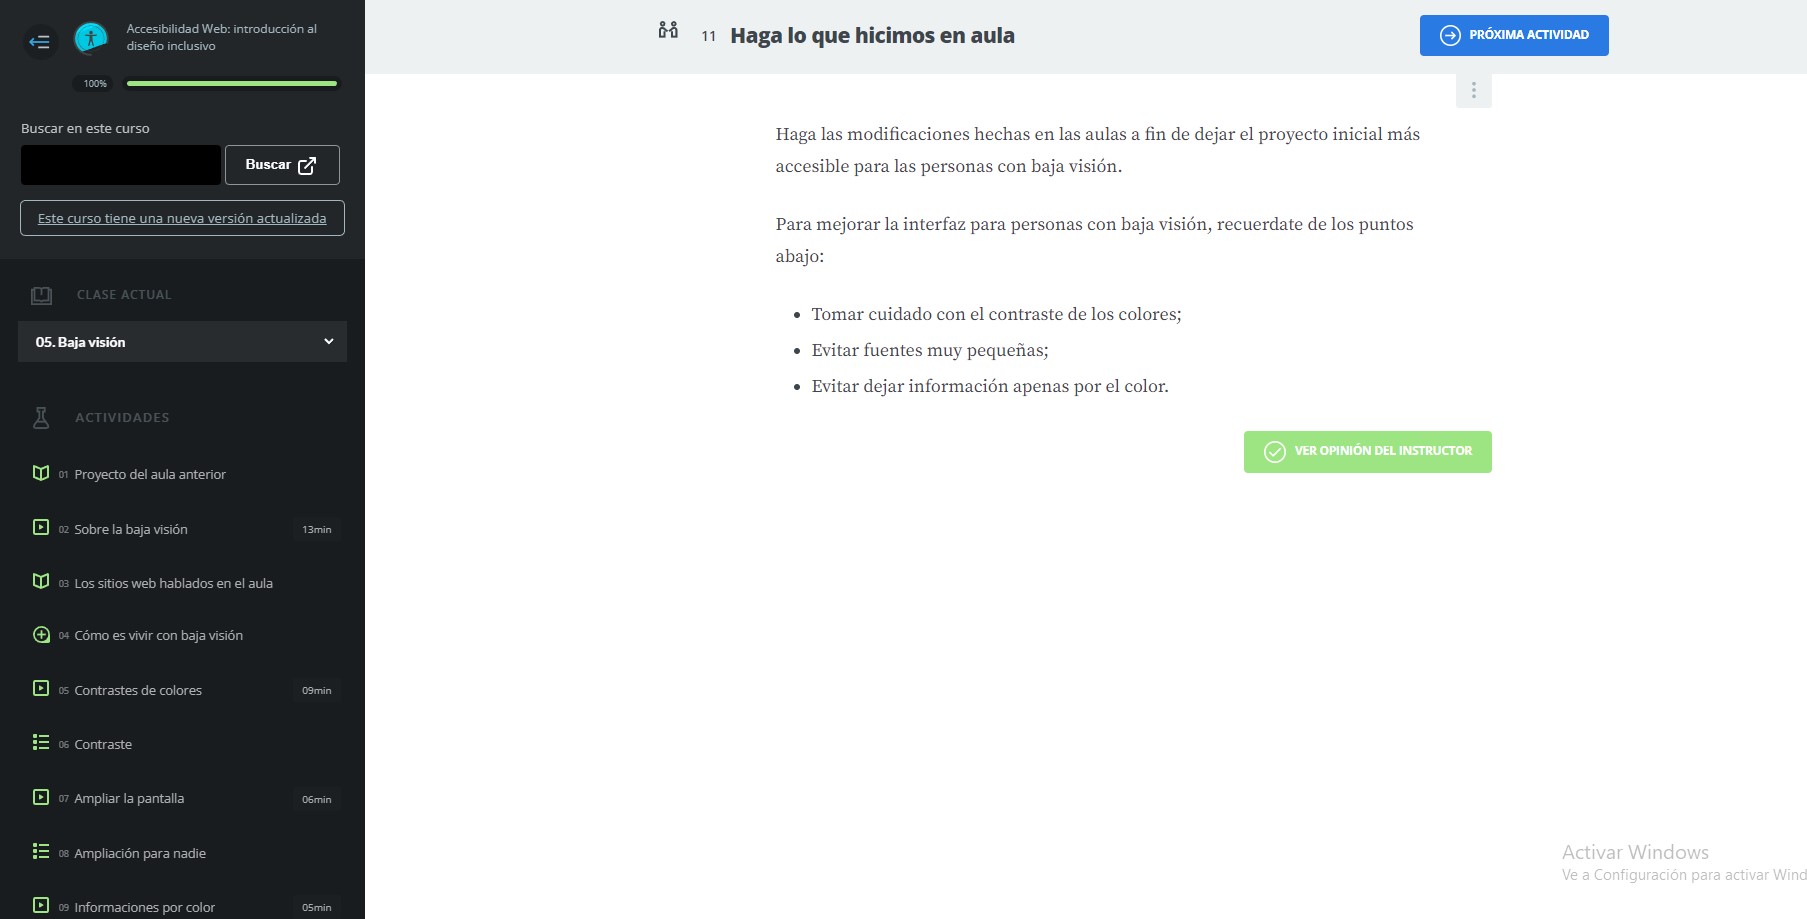 Accesibilidad Web: introducción al
diseño inclusivo
100%
Buscar en este curso
Buscar
Este curso tiene una nueva versión actualizada
CLASE ACTUAL
05. Baja visión
ACTIVIDADES
01 Proyecto del aula anterior
02 Sobre la baja visión 13min
03 Los sitios web hablados en el aula
04 Cómo es vivir con baja visión
05 Contrastes de colores 09min
06 Contraste
07 Ampliar la pantalla 06min
08 Ampliación para nadie
09 Informaciones por color 05min
11 Haga lo que hicimos en aula
PRÓXIMA ACTIVIDAD
Haga las modificaciones hechas en las aulas a fin de dejar el proyecto inicial más
accesible para las personas con baja visión.
Para mejorar la interfaz para personas con baja visión, recuerdate de los puntos
abajo:
• Tomar cuidado con el contraste de los colores;
• Evitar fuentes muy pequeñas;
• Evitar dejar información apenas por el color.
VER OPINIÓN DEL INSTRUCTOR
Activar Windows
Ve a Configuración para activar Wind